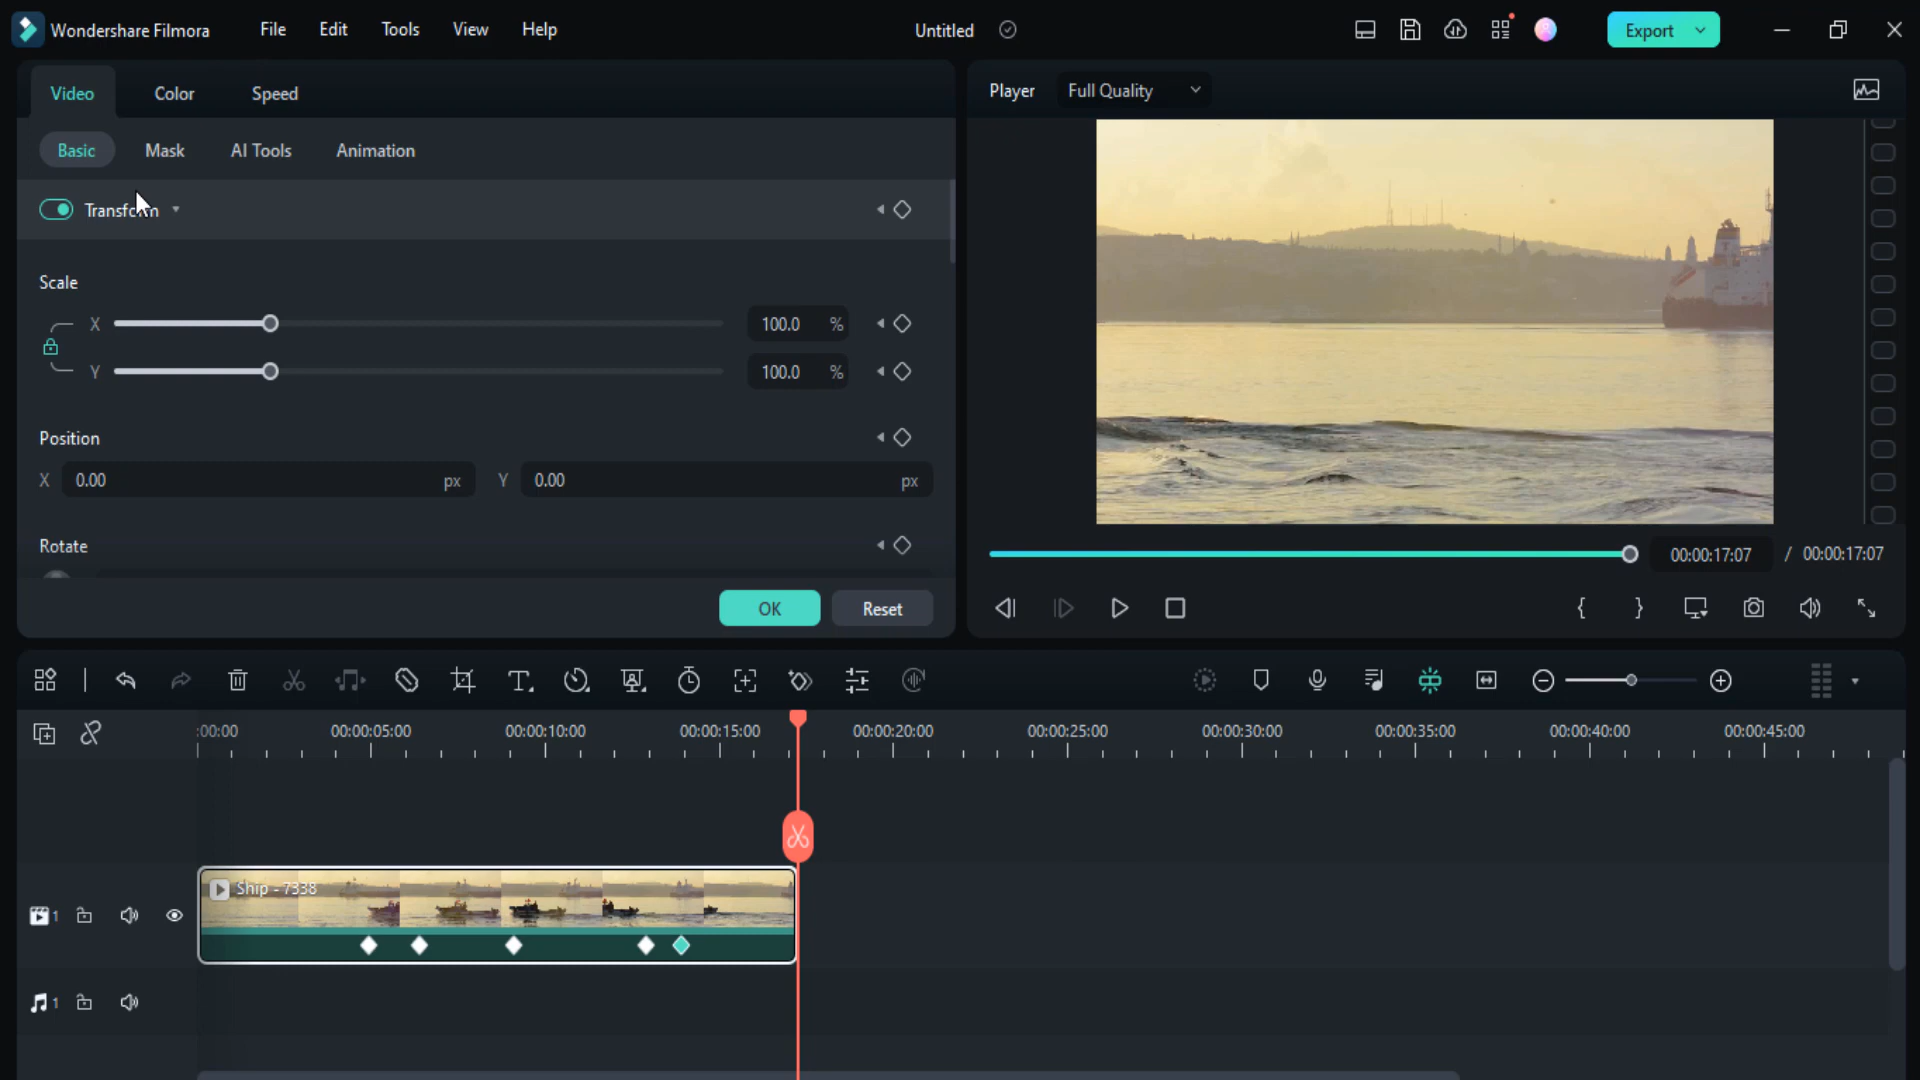 Wondershare Filmora File Edit Tools View Help Untitled Export
Video Color Speed
Player Full Quality
Basic Mask AI Tools Animation
Transform
Scale
X 100.0 %
Y 100.0 %
Position
X 0.00 px Y 0.00 px
Rotate
00:00:17:07 / 00:00:17:07
OK Reset
{ }
:00:00 00:00:05:00 00:00:10:00 00:00:15:00 00:00:20:00 00:00:25:00 00:00:30:00 00:00:35:00 00:00:40:00 00:00:45:00
Ship - 7338
1
1